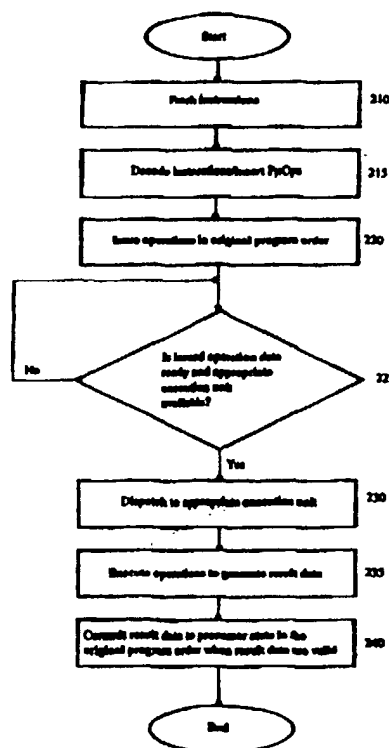 Start
Fetch Instructions
210
Decode Instructions/Insert FpOps
215
Issue operations in original program order
220
Is issued operation data
ready and appropriate
execution unit
available?
No
22
Yes
Dispatch to appropriate execution unit
230
Execute operations to generate result data
235
Commit result data to processor state in the
original program order when result data are valid
240
End